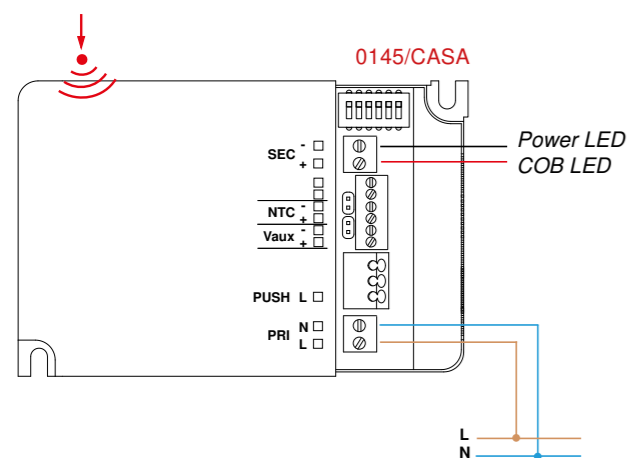 0145/CASA
SEC -
+
Power LED
COB LED
NTC -
+
Vaux -
+
PUSH L
PRI N
L
L
N